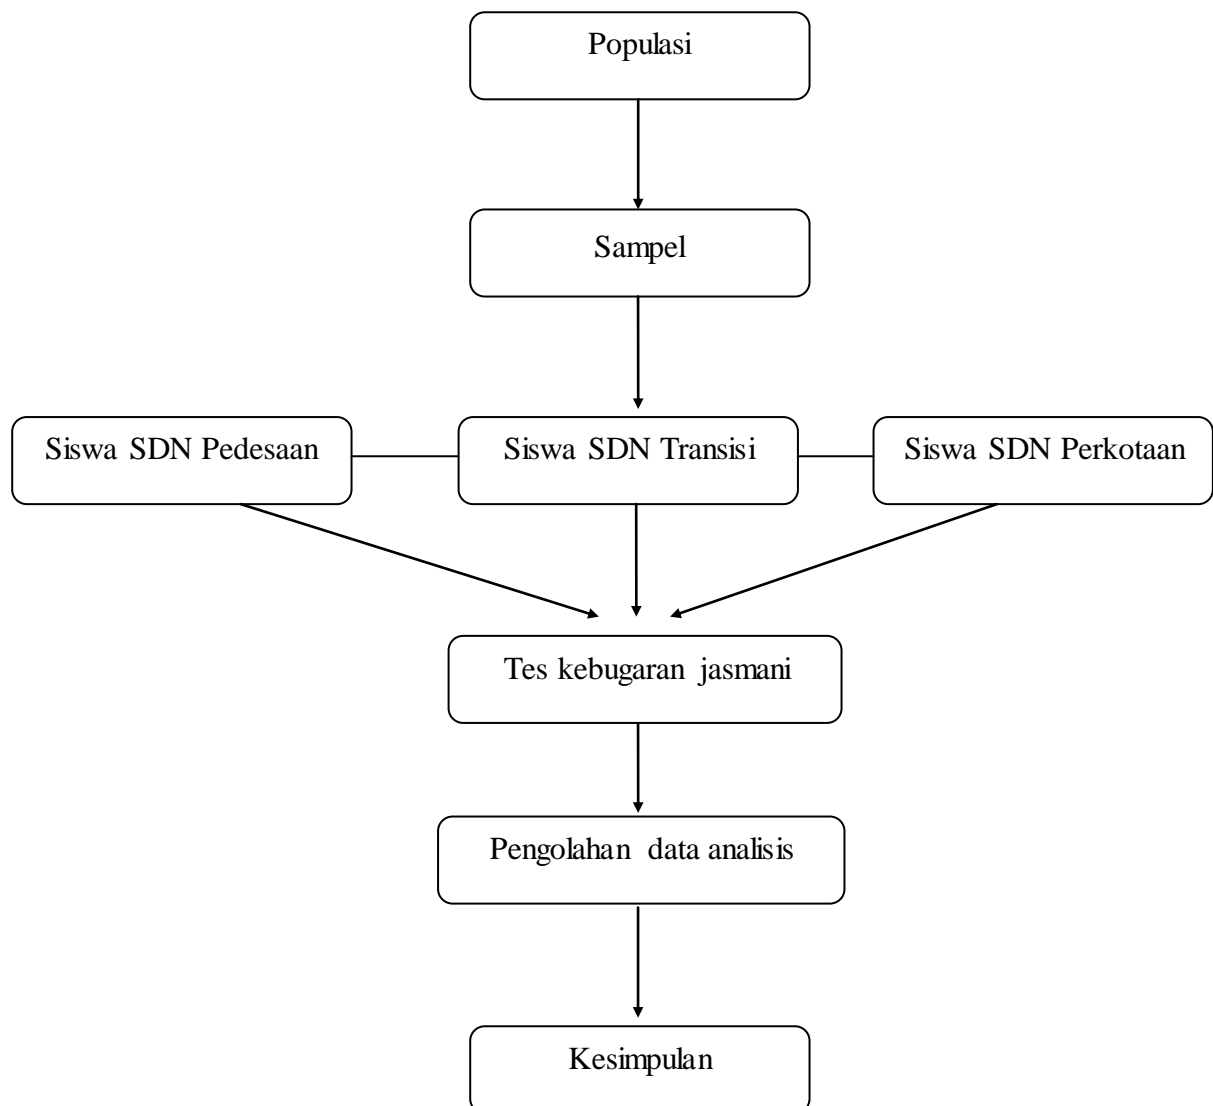 Populasi
Sampel
Siswa SDN Pedesaan
Siswa SDN Transisi
Siswa SDN Perkotaan
Tes kebugaran jasmani
Pengolahan data analisis
Kesimpulan